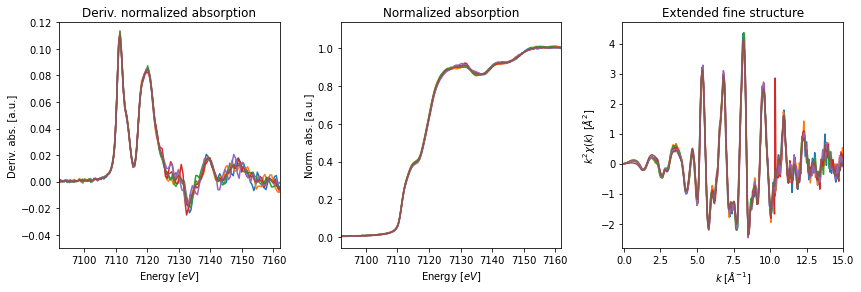 Deriv. normalized absorption
Deriv. abs. [a.u.]
0.12
0.10
0.08
0.06
0.04
0.02
0.00
−0.02
−0.04
7100 7110 7120 7130 7140 7150 7160
Energy [eV]
Normalized absorption
Norm. abs. [a.u.]
1.0
0.8
0.6
0.4
0.2
0.0
7100 7110 7120 7130 7140 7150 7160
Energy [eV]
Extended fine structure
k²χ(k) [Å²]
4
3
2
1
0
−1
−2
0.0 2.5 5.0 7.5 10.0 12.5 15.0
k [Å⁻¹]